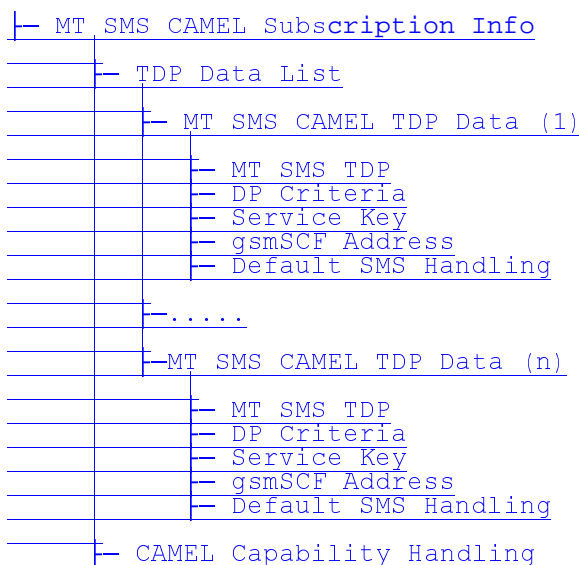 MT SMS CAMEL Subscription Info
TDP Data List
MT SMS CAMEL TDP Data (1)
MT SMS TDP
DP Criteria
Service Key
gsmSCF Address
Default SMS Handling
.....
MT SMS CAMEL TDP Data (n)
MT SMS TDP
DP Criteria
Service Key
gsmSCF Address
Default SMS Handling
CAMEL Capability Handling